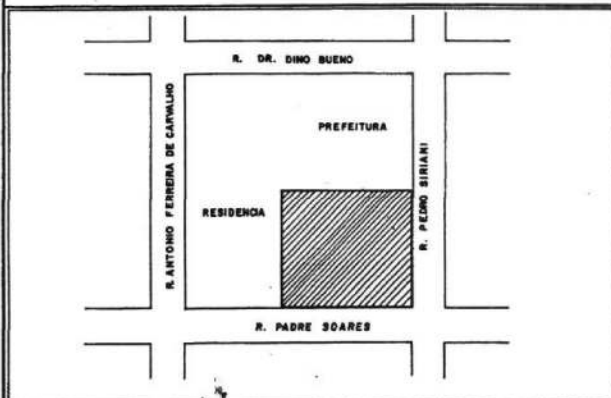 R. DR. DINO BUENO
PREFEITURA
R. ANTONIO FERREIRA DE CARVALHO
RESIDENCIA
R. PEDRO SIRIANI
R. PADRE SOARES